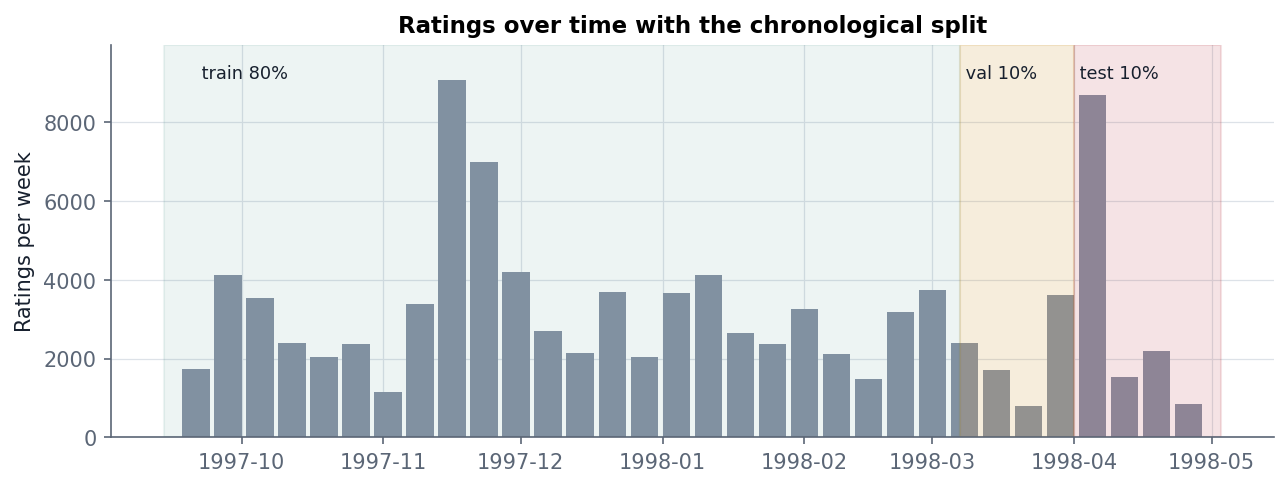 Ratings over time with the chronological split
train 80%
val 10%
test 10%
Ratings per week
8000
6000
4000
2000
0
1997-10
1997-11
1997-12
1998-01
1998-02
1998-03
1998-04
1998-05